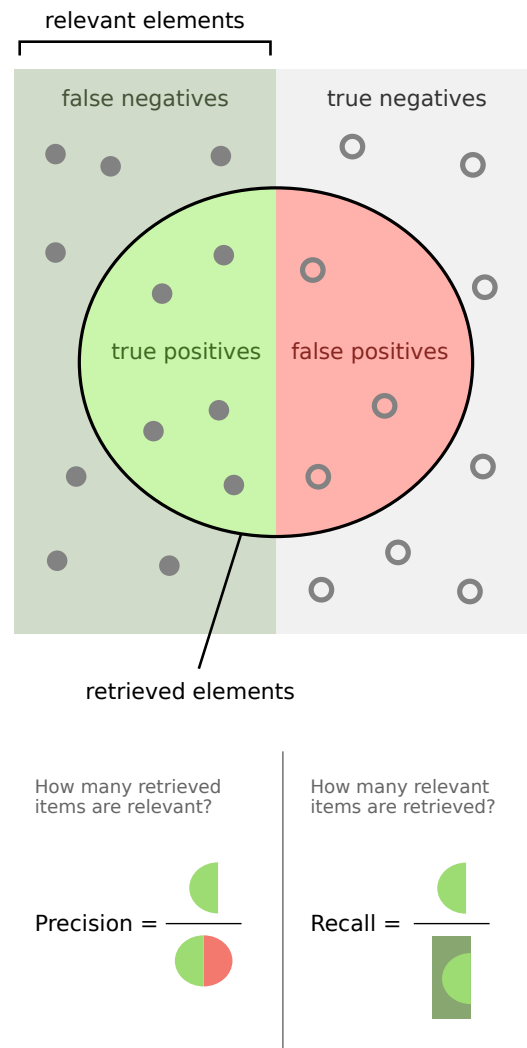 relevant elements
false negatives
true negatives
true positives
false positives
retrieved elements
How many retrieved
items are relevant?
Precision =
How many relevant
items are retrieved?
Recall =